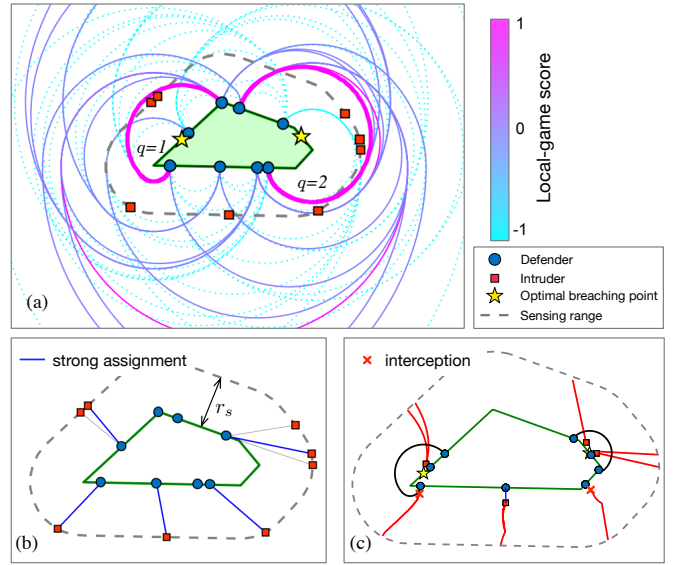 q=1
q=2
(a)
1
0
-1
Local-game score
Defender
Intruder
Optimal breaching point
Sensing range
strong assignment
r_s
(b)
interception
(c)